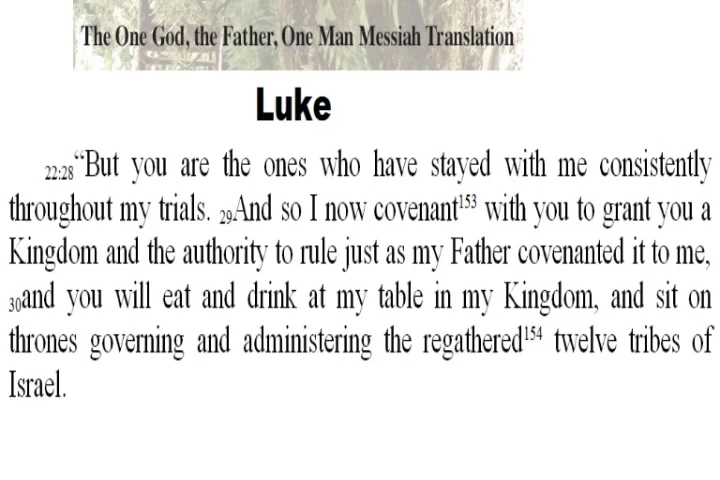 The One God, the Father, One Man Messiah Translation
Luke
22:28“But you are the ones who have stayed with me consistently
throughout my trials. 29And so I now covenant153 with you to grant you a
Kingdom and the authority to rule just as my Father covenanted it to me,
30and you will eat and drink at my table in my Kingdom, and sit on
thrones governing and administering the regathered154 twelve tribes of
Israel.